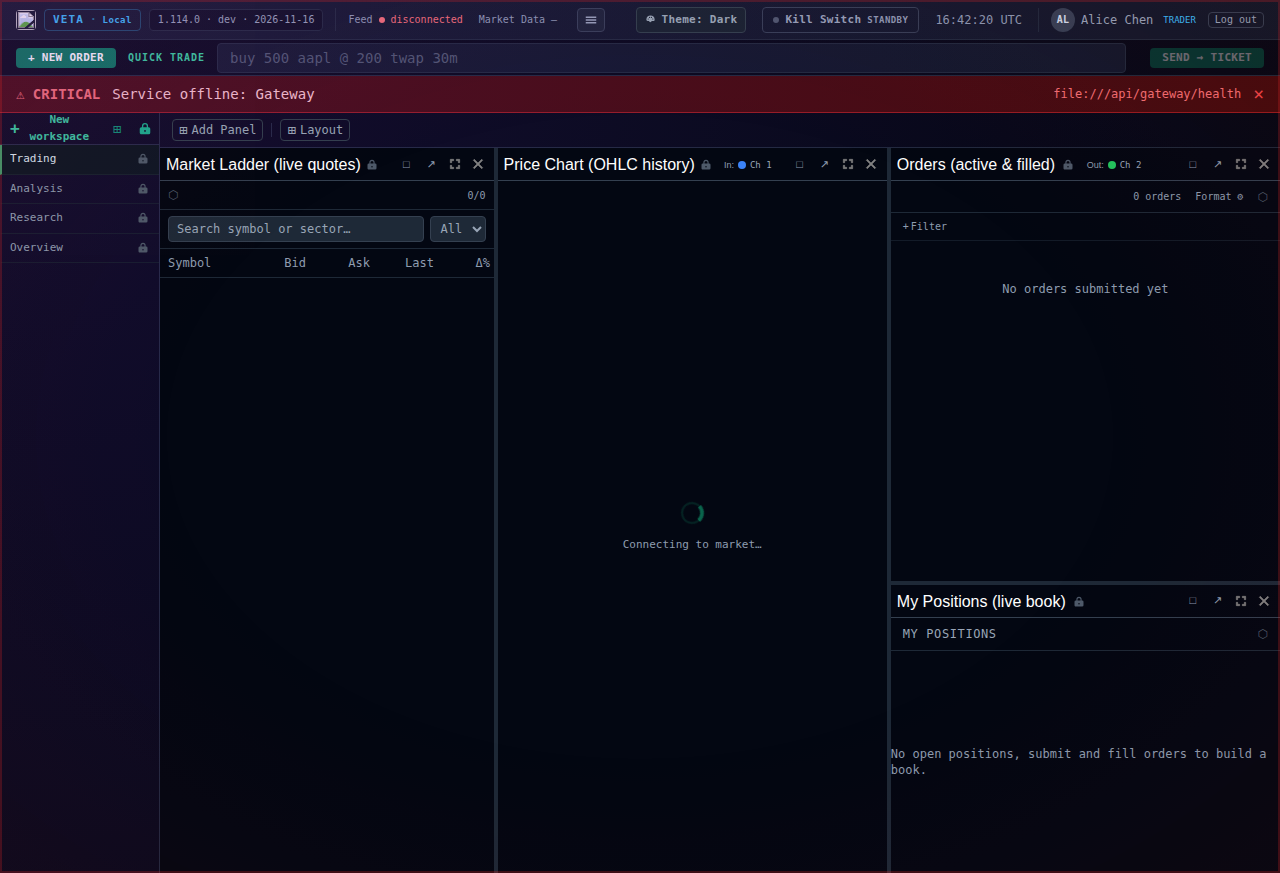 VETA · Local
1.114.0 · dev · 2026-11-16
Feed ● disconnected
Market Data —
Theme: Dark
Kill Switch STANDBY
16:42:20 UTC
AL Alice Chen TRADER
Log out
+ NEW ORDER
QUICK TRADE
buy 500 aapl @ 200 twap 30m
SEND → TICKET
⚠ CRITICAL Service offline: Gateway
file:///api/gateway/health ✕
+ New
workspace
⊞ Add Panel
⊞ Layout
Trading
Analysis
Research
Overview
Market Ladder (live quotes)
0/0
Search symbol or sector…
All
Symbol Bid Ask Last Δ%
Price Chart (OHLC history)
In: Ch 1
Connecting to market…
Orders (active & filled)
Out: Ch 2
0 orders Format ⚙
+ Filter
No orders submitted yet
My Positions (live book)
MY POSITIONS
No open positions, submit and fill orders to build a
book.